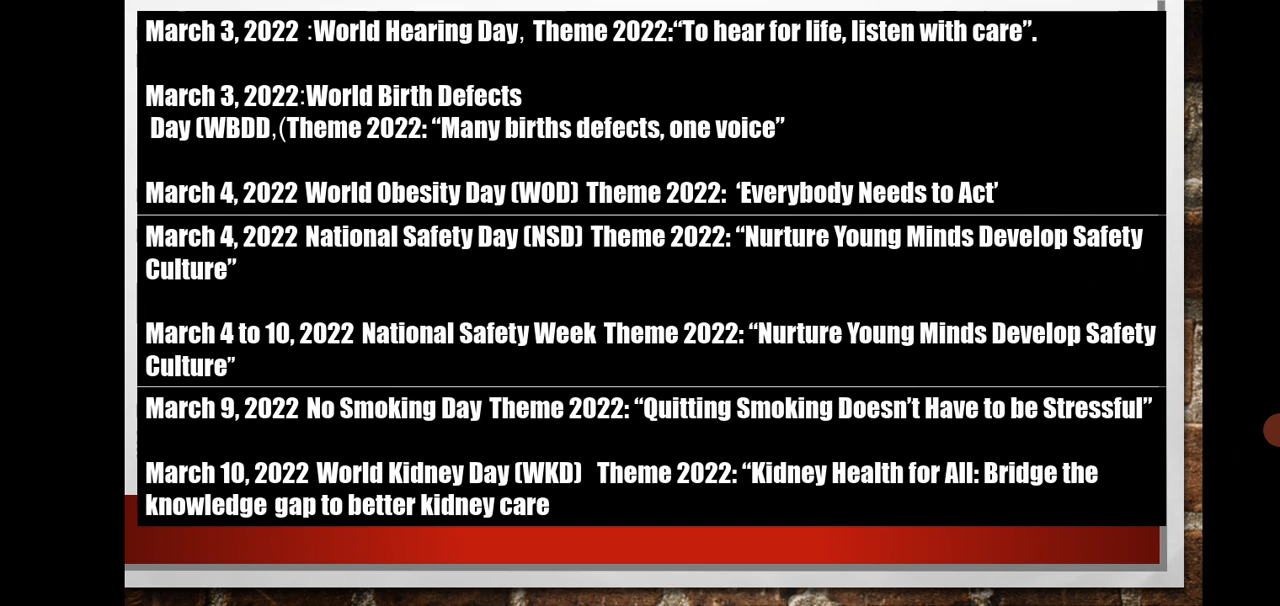 March 3, 2022 :World Hearing Day, Theme 2022:“To hear for life, listen with care”.
March 3, 2022:World Birth Defects
Day (WBDD,(Theme 2022: “Many births defects, one voice”
March 4, 2022 World Obesity Day (WOD) Theme 2022: ‘Everybody Needs to Act’
March 4, 2022 National Safety Day (NSD) Theme 2022: “Nurture Young Minds Develop Safety
Culture”
March 4 to 10, 2022 National Safety Week Theme 2022: “Nurture Young Minds Develop Safety
Culture”
March 9, 2022 No Smoking Day Theme 2022: “Quitting Smoking Doesn’t Have to be Stressful”
March 10, 2022 World Kidney Day (WKD) Theme 2022: “Kidney Health for All: Bridge the
knowledge gap to better kidney care